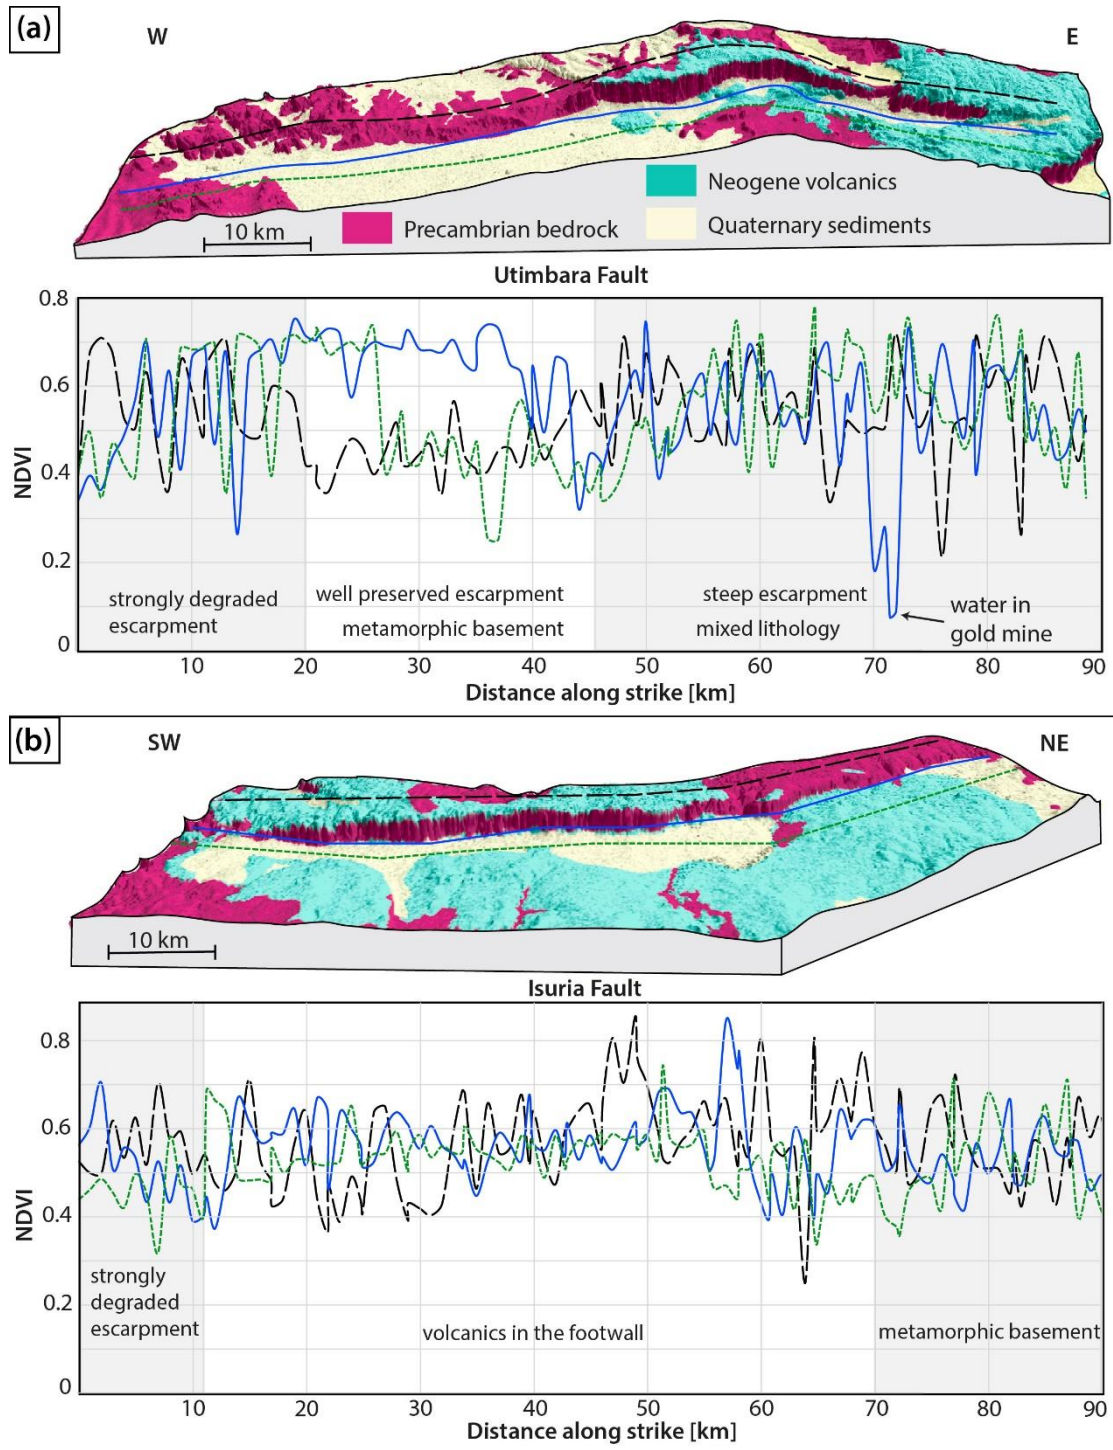 (a)
W
E
Neogene volcanics
Precambrian bedrock
Quaternary sediments
10 km
Utimbara Fault
0.8
0.6
0.4
0.2
0
NDVI
strongly degraded
escarpment
well preserved escarpment
metamorphic basement
steep escarpment
mixed lithology
water in
gold mine
10
20
30
40
50
60
70
80
90
Distance along strike [km]
(b)
SW
NE
10 km
Isuria Fault
0.8
0.6
0.4
0.2
0
NDVI
strongly
degraded
escarpment
volcanics in the footwall
metamorphic basement
10
20
30
40
50
60
70
80
90
Distance along strike [km]